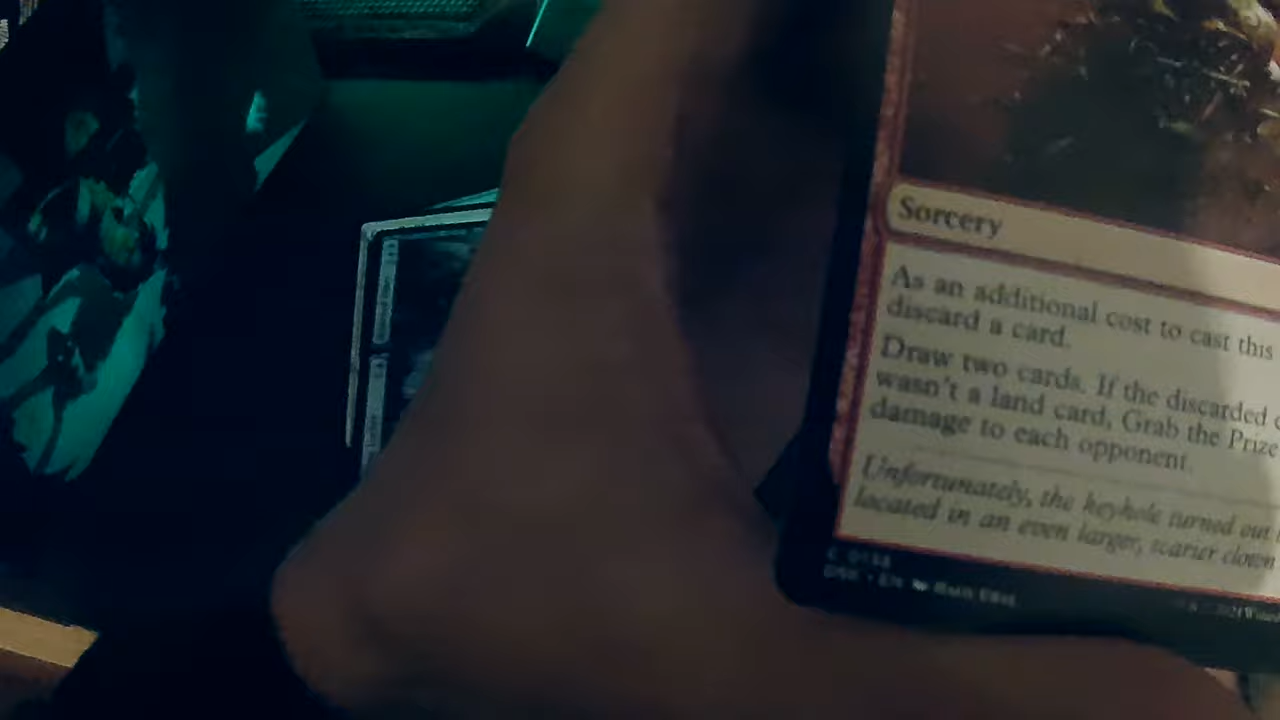 Sorcery
As an additional cost to cast this
discard a card.
Draw two cards. If the discarded
wasn't a land card, Grab the Prize
damage to each opponent.
Unfortunately, the keyhole turned out
located in an even larger, scarier clown
DSK • EN